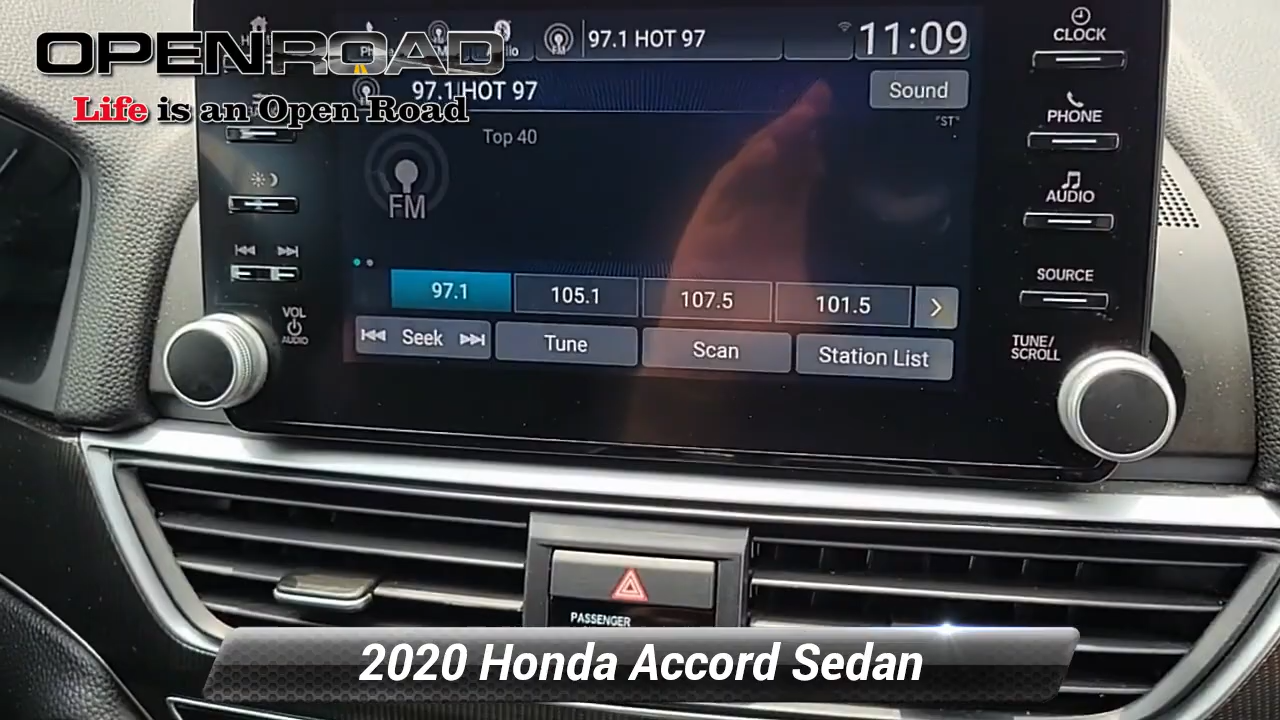 OPENROAD
Life is an Open Road
97.1 HOT 97
11:09
97.1 HOT 97
Sound
"ST"
Top 40
FM
97.1
105.1
107.5
101.5
Seek
Tune
Scan
Station List
VOL
AUDIO
CLOCK
PHONE
AUDIO
SOURCE
TUNE/
SCROLL
PASSENGER
2020 Honda Accord Sedan